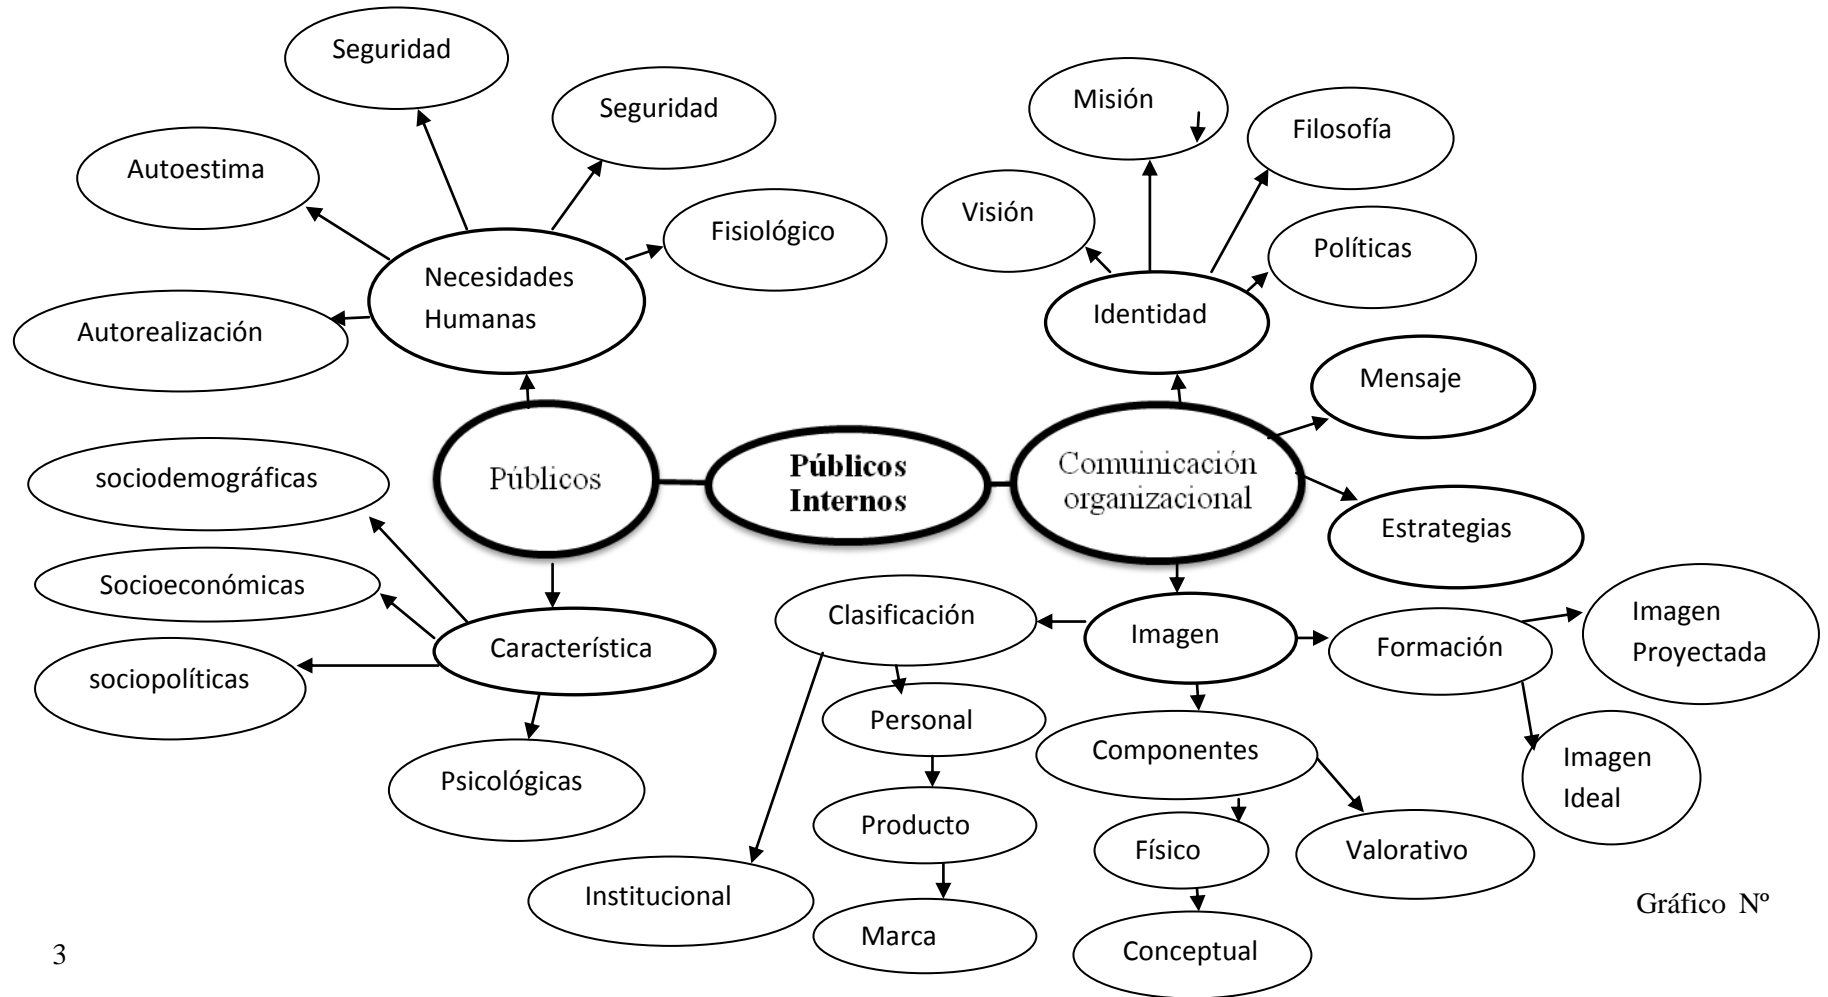 Seguridad
Seguridad
Autoestima
Fisiológico
Necesidades
Humanas
Autorealización
Misión
Filosofía
Visión
Políticas
Identidad
Mensaje
Públicos
Públicos
Internos
Comuinicación
organizacional
Estrategias
sociodemográficas
Socioeconómicas
sociopolíticas
Característica
Psicológicas
Clasificación
Imagen
Formación
Imagen
Proyectada
Imagen
Ideal
Personal
Producto
Marca
Institucional
Componentes
Físico
Valorativo
Conceptual
Gráfico Nº
3